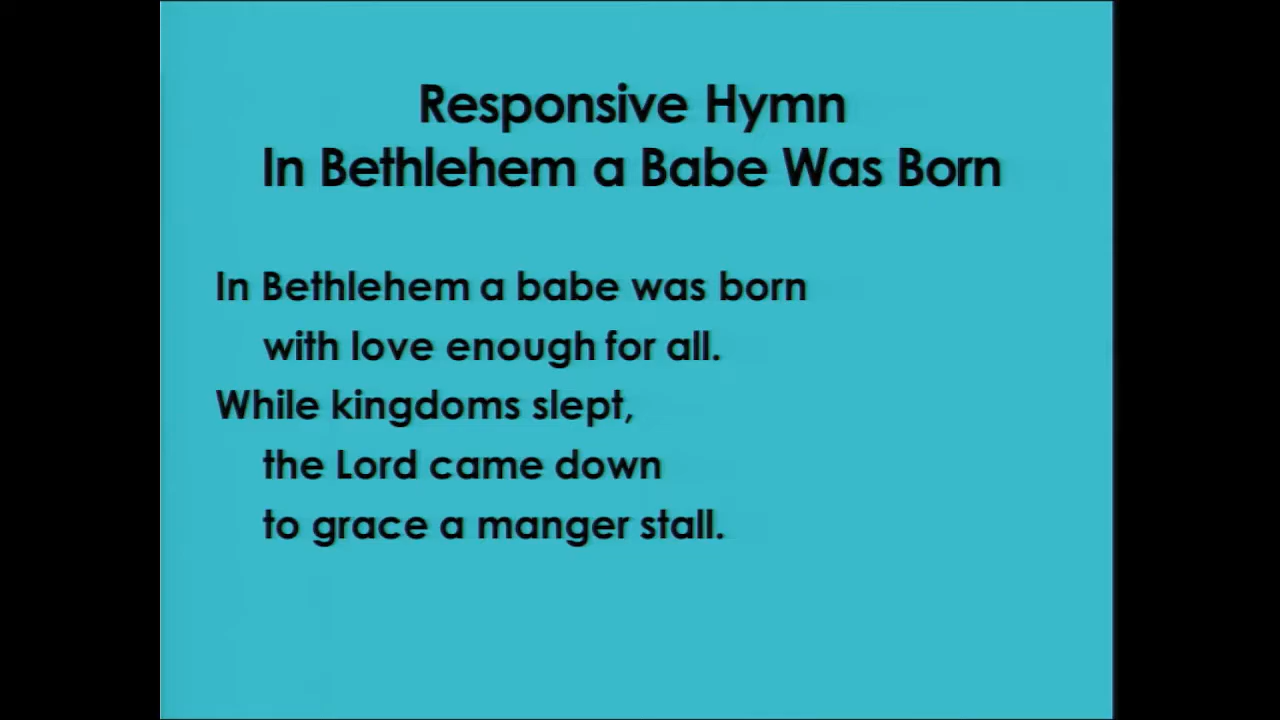 Responsive Hymn
In Bethlehem a Babe Was Born
In Bethlehem a babe was born
with love enough for all.
While kingdoms slept,
the Lord came down
to grace a manger stall.